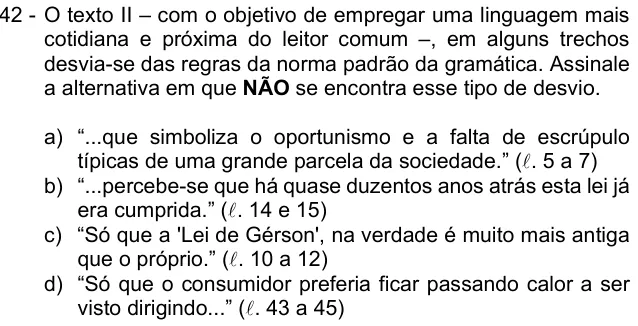 42 - O texto II – com o objetivo de empregar uma linguagem mais
cotidiana e próxima do leitor comum –, em alguns trechos
desvia-se das regras da norma padrão da gramática. Assinale
a alternativa em que NÃO se encontra esse tipo de desvio.
a) “...que simboliza o oportunismo e a falta de escrúpulo
típicas de uma grande parcela da sociedade.” (ℓ. 5 a 7)
b) “...percebe-se que há quase duzentos anos atrás esta lei já
era cumprida.” (ℓ. 14 e 15)
c) “Só que a 'Lei de Gérson', na verdade é muito mais antiga
que o próprio.” (ℓ. 10 a 12)
d) “Só que o consumidor preferia ficar passando calor a ser
visto dirigindo...” (ℓ. 43 a 45)